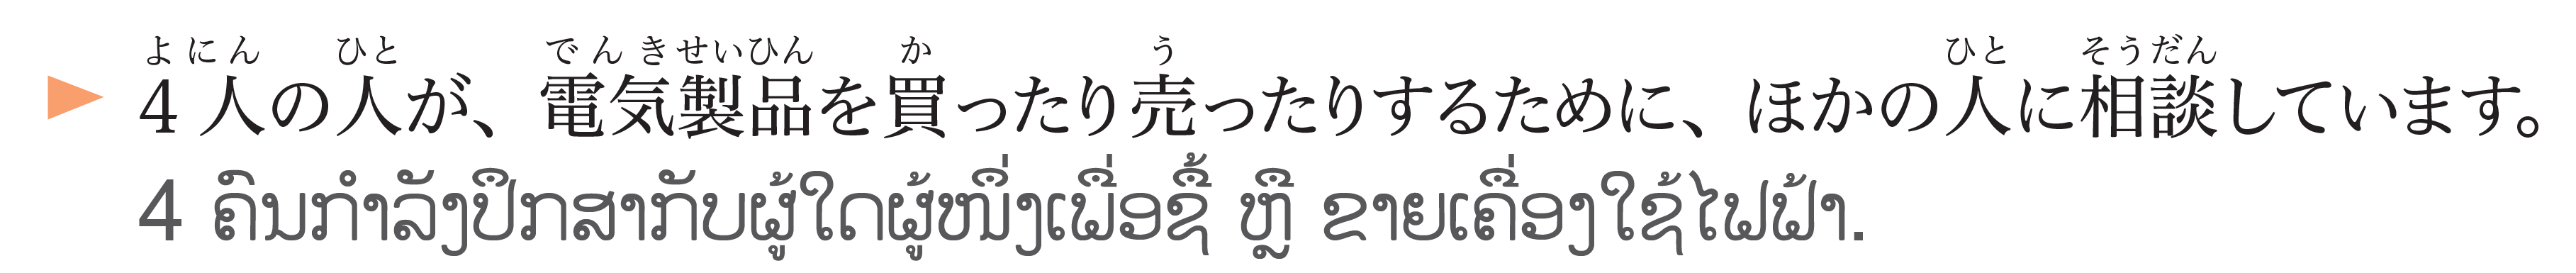 よにん ひと でんきせいひん か う ひと そうだん
4人の人が、電気製品を買ったり売ったりするために、ほかの人に相談しています。
4 ຄົນກຳລັງປຶກສາກັບຜູ້ໃດຜູ້ໜຶ່ງເພື່ອຊື້ ຫຼື ຂາຍເຄື່ອງໃຊ້ໄຟຟ້າ.